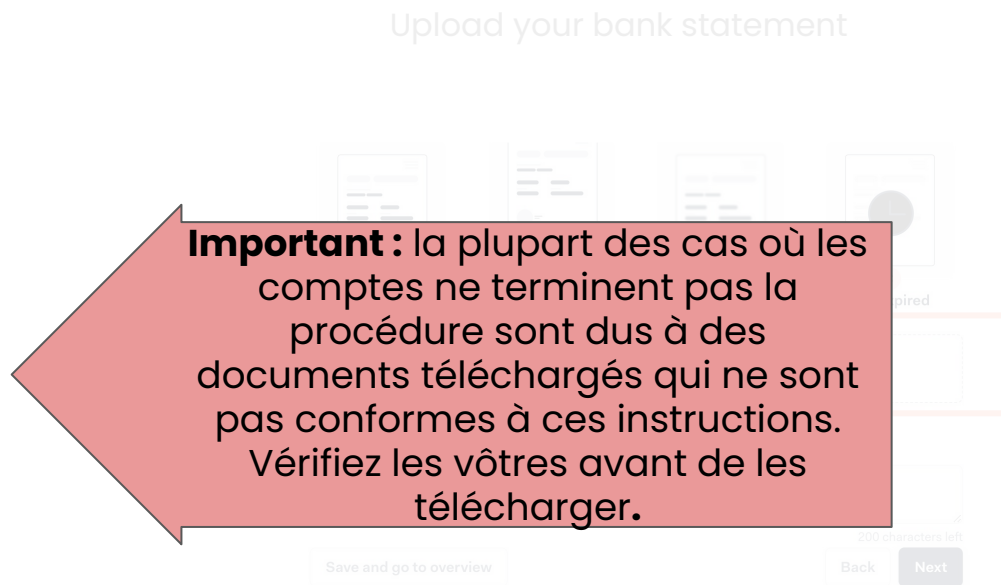 Upload your bank statement
Important : la plupart des cas où les
comptes ne terminent pas la
procédure sont dus à des
documents téléchargés qui ne sont
pas conformes à ces instructions.
Vérifiez les vôtres avant de les
télécharger.
200 characters left
Save and go to overview
Back
Next